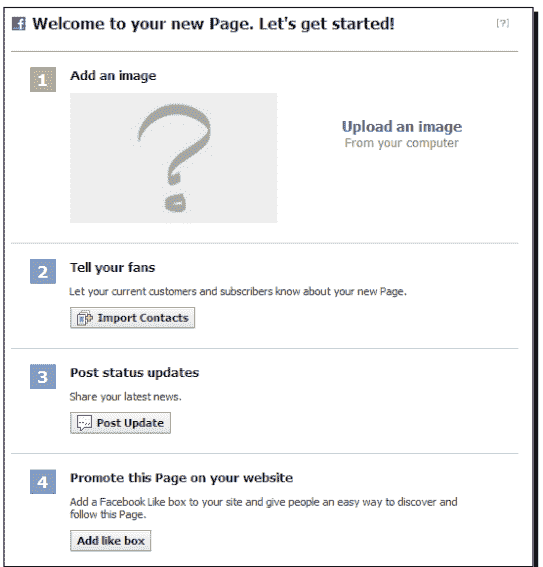 f Welcome to your new Page. Let's get started! [?]
1 Add an image
?
Upload an image
From your computer
2 Tell your fans
Let your current customers and subscribers know about your new Page.
Import Contacts
3 Post status updates
Share your latest news.
Post Update
4 Promote this Page on your website
Add a Facebook Like box to your site and give people an easy way to discover and
follow this Page.
Add like box